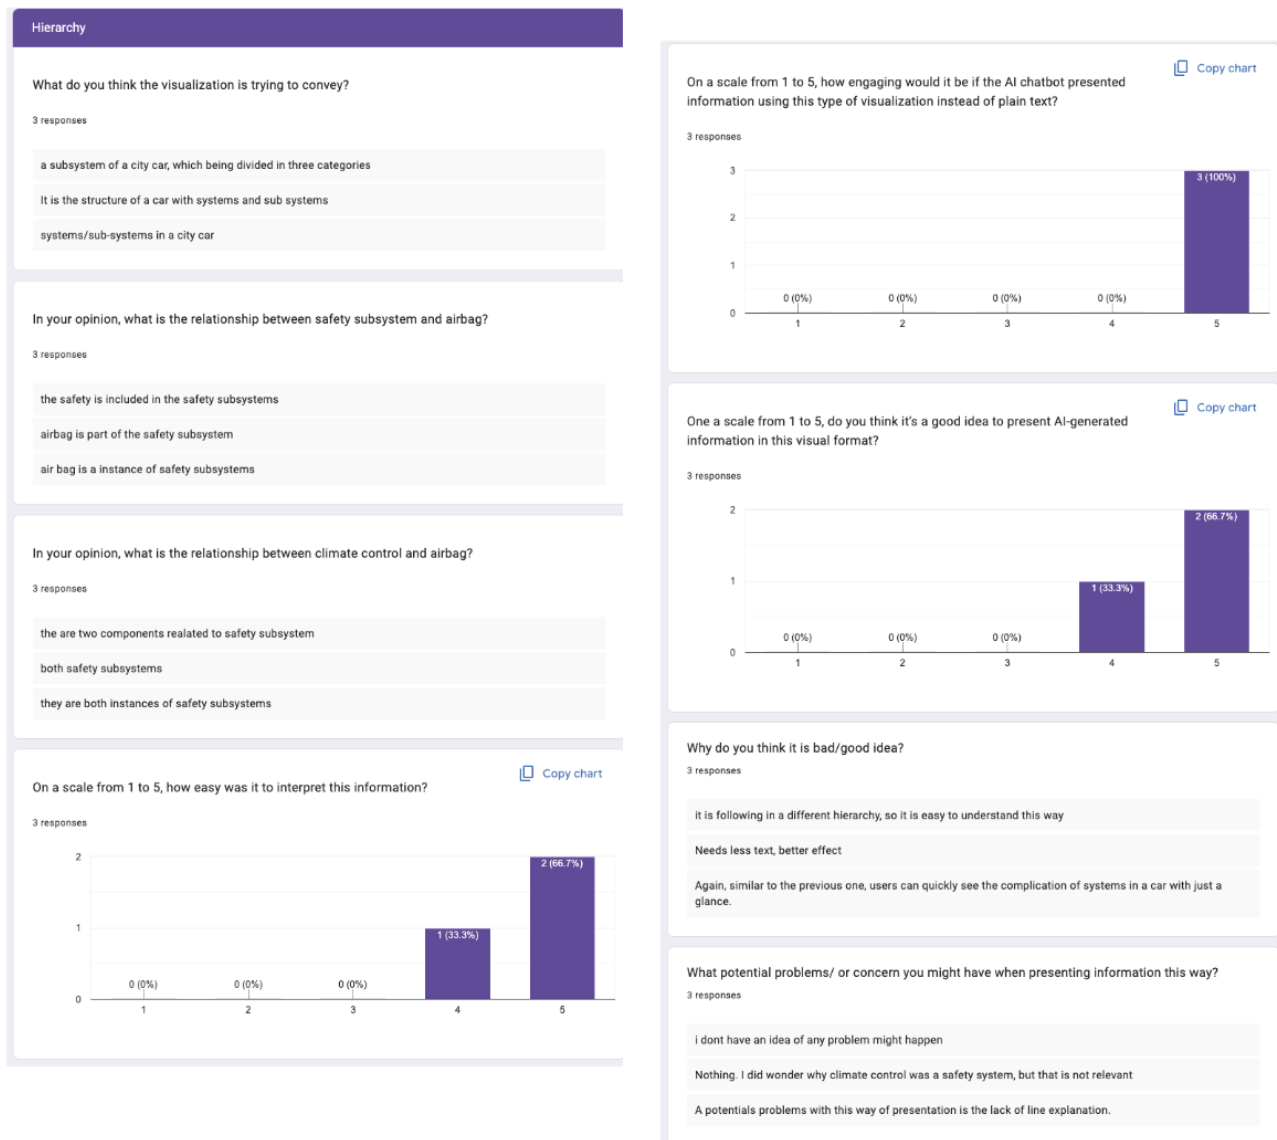 Hierarchy
What do you think the visualization is trying to convey?
3 responses
a subsystem of a city car, which being divided in three categories
It is the structure of a car with systems and sub systems
systems/sub-systems in a city car
In your opinion, what is the relationship between safety subsystem and airbag?
3 responses
the safety is included in the safety subsystems
airbag is part of the safety subsystem
air bag is a instance of safety subsystems
In your opinion, what is the relationship between climate control and airbag?
3 responses
the are two components realated to safety subsystem
both safety subsystems
they are both instances of safety subsystems
Copy chart
On a scale from 1 to 5, how easy was it to interpret this information?
3 responses
2
1
0
0 (0%)
0 (0%)
0 (0%)
1 (33.3%)
2 (66.7%)
1
2
3
4
5
Copy chart
On a scale from 1 to 5, how engaging would it be if the AI chatbot presented
information using this type of visualization instead of plain text?
3 responses
3
2
1
0
0 (0%)
0 (0%)
0 (0%)
0 (0%)
3 (100%)
1
2
3
4
5
Copy chart
One a scale from 1 to 5, do you think it's a good idea to present AI-generated
information in this visual format?
3 responses
2
1
0
0 (0%)
0 (0%)
0 (0%)
1 (33.3%)
2 (66.7%)
1
2
3
4
5
Why do you think it is bad/good idea?
3 responses
it is following in a different hierarchy, so it is easy to understand this way
Needs less text, better effect
Again, similar to the previous one, users can quickly see the complication of systems in a car with just a
glance.
What potential problems/ or concern you might have when presenting information this way?
3 responses
i dont have an idea of any problem might happen
Nothing. I did wonder why climate control was a safety system, but that is not relevant
A potentials problems with this way of presentation is the lack of line explanation.